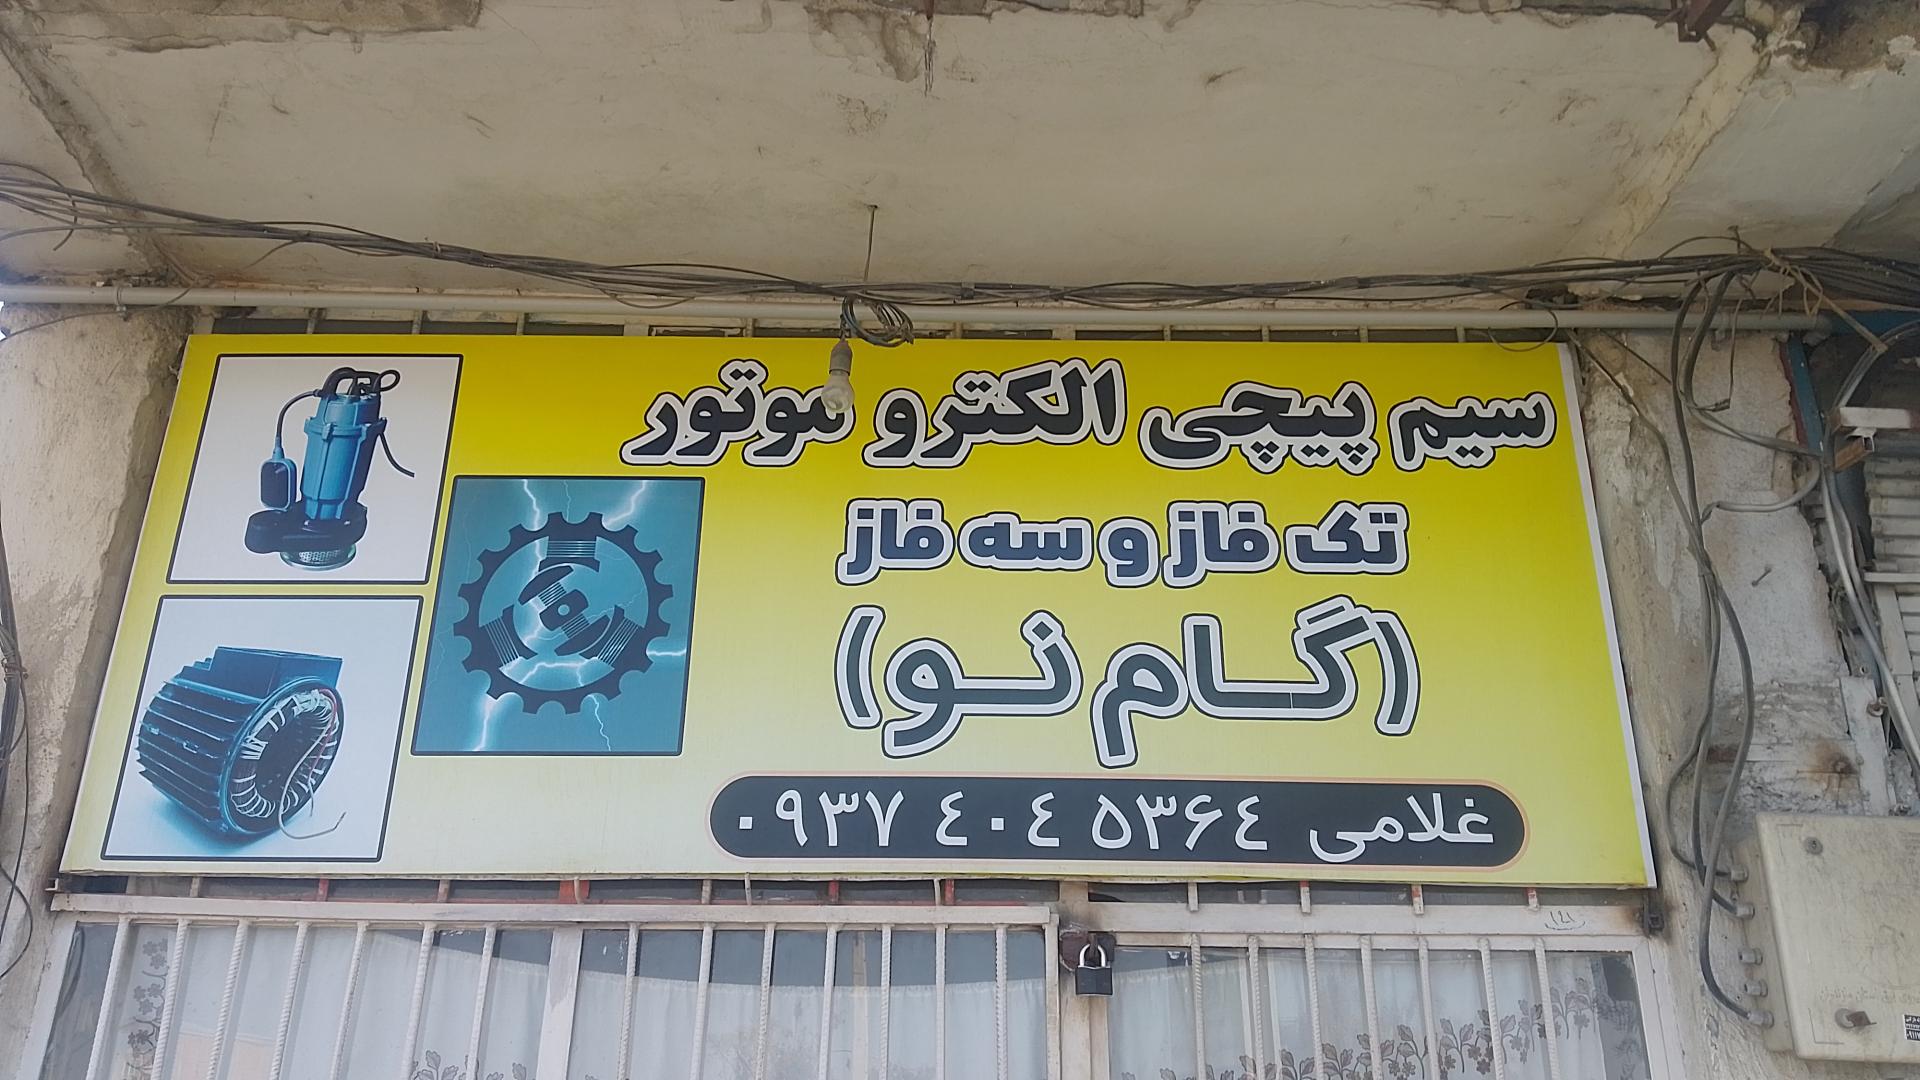 سیم پیچی الکترو موتور
تک فاز و سه فاز
(گام نو)
غلامی ۰۹۳۷ ۴۰۴ ۵۳۶۴